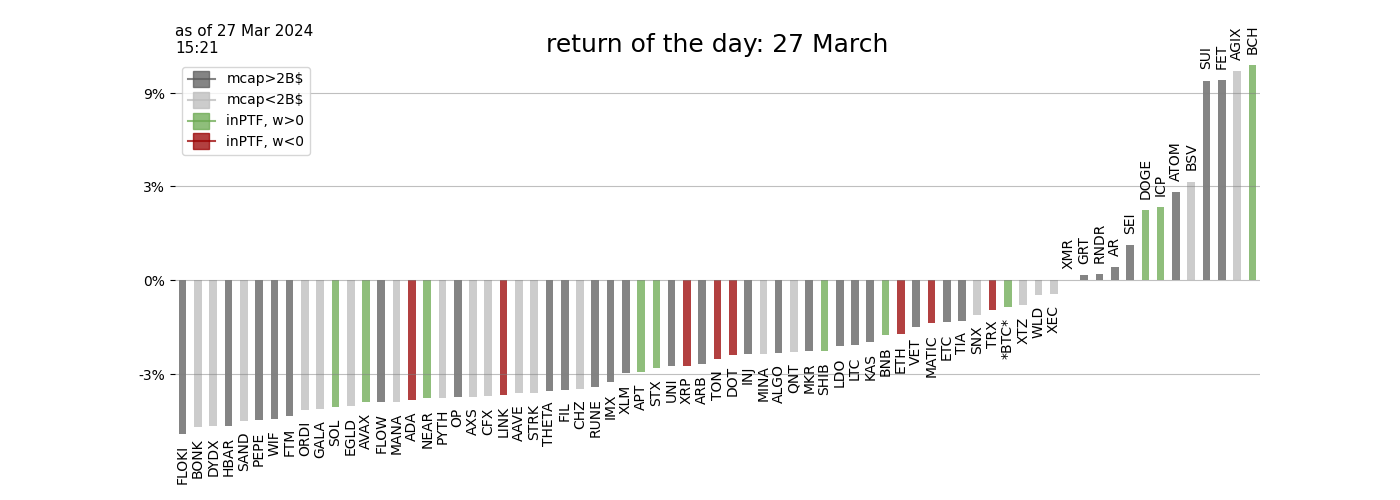 as of 27 Mar 2024
15:21
return of the day: 27 March
mcap>2B$
mcap<2B$
inPTF, w>0
inPTF, w<0
9%
3%
0%
-3%
FLOKI
BONK
DYDX
HBAR
SAND
PEPE
WIF
FTM
ORDI
GALA
SOL
EGLD
AVAX
FLOW
MANA
ADA
NEAR
PYTH
OP
AXS
CFX
LINK
AAVE
STRK
THETA
FIL
CHZ
RUNE
IMX
XLM
APT
STX
UNI
XRP
ARB
TON
DOT
INJ
MINA
ALGO
QNT
MKR
SHIB
LDO
LTC
KAS
BNB
ETH
VET
MATIC
ETC
TIA
SNX
TRX
*BTC*
XTZ
WLD
XEC
XMR
GRT
RNDR
AR
SEI
DOGE
ICP
ATOM
BSV
SUI
FET
AGIX
BCH